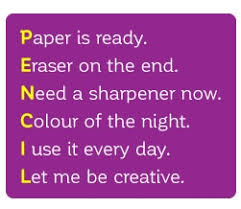 Paper is ready.
Eraser on the end.
Need a sharpener now.
Colour of the night.
I use it every day.
Let me be creative.